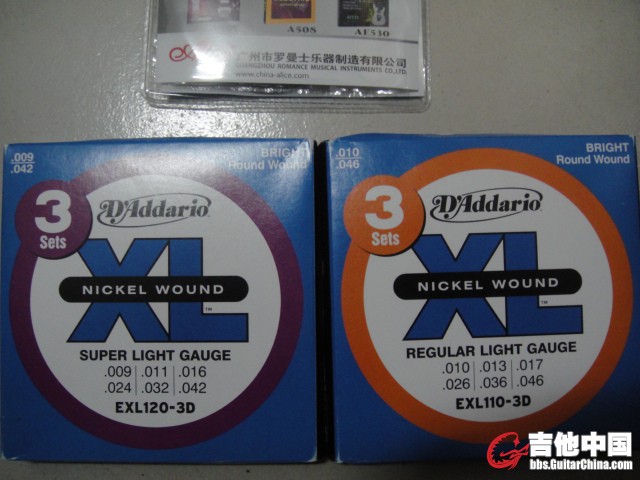 A508
AE530
广州市罗曼士乐器制造有限公司
GUANGZHOU ROMANCE MUSICAL INSTRUMENTS CO.,LTD
www.china-alice.com
.009
.042
BRIGHT
Round Wound
3
Sets
D'Addario
XL
NICKEL WOUND
TM
SUPER LIGHT GAUGE
.009 .011 .016
.024 .032 .042
EXL120-3D
.010
.046
BRIGHT
Round Wound
3
Sets
D'Addario
XL
NICKEL WOUND
TM
REGULAR LIGHT GAUGE
.010 .013 .017
.026 .036 .046
EXL110-3D
吉他中国
bbs.GuitarChina.com